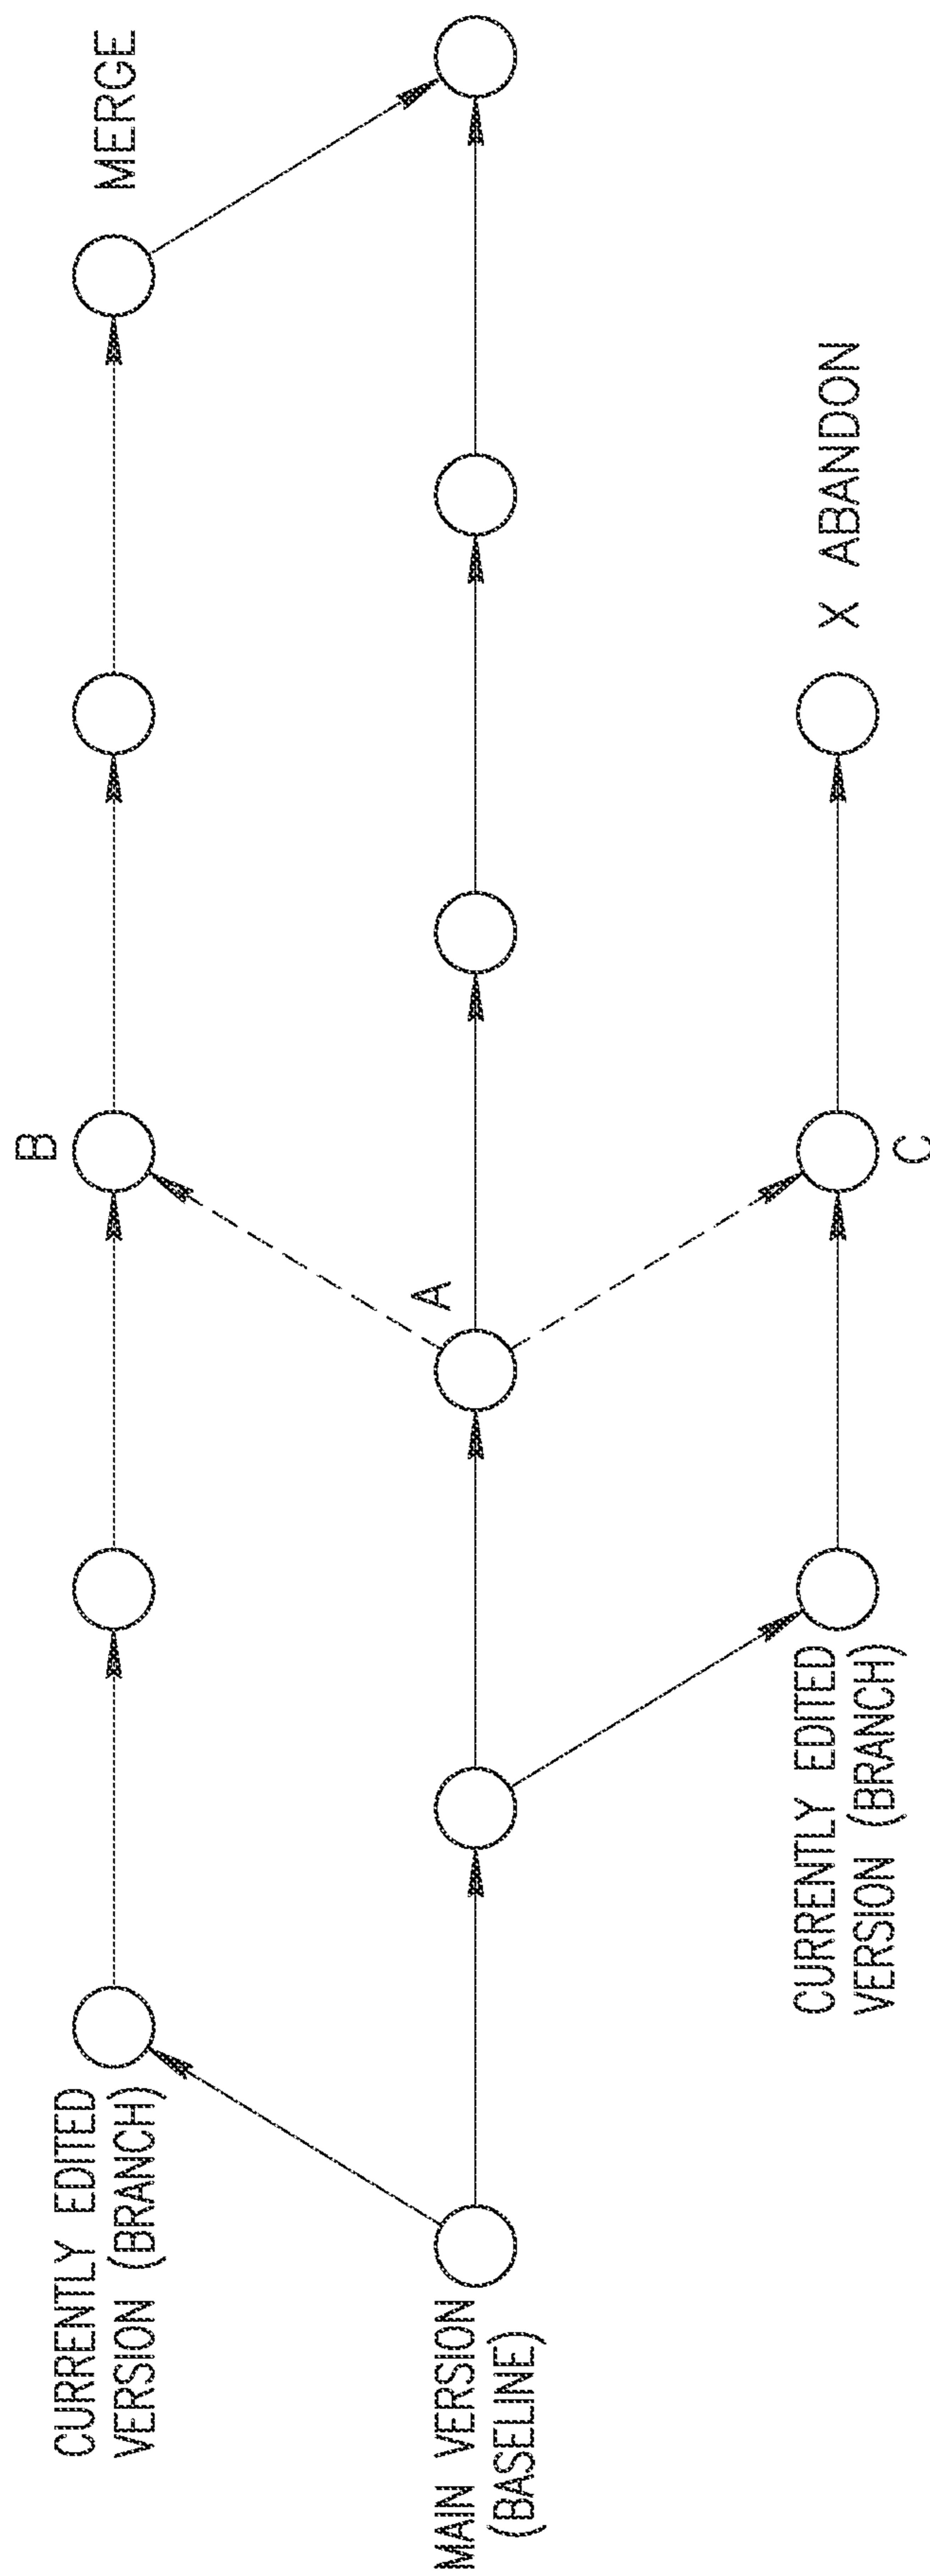 CURRENTLY EDITED
VERSION (BRANCH)
B
MERGE
MAIN VERSION
(BASELINE)
A
CURRENTLY EDITED
VERSION (BRANCH)
C
X ABANDON